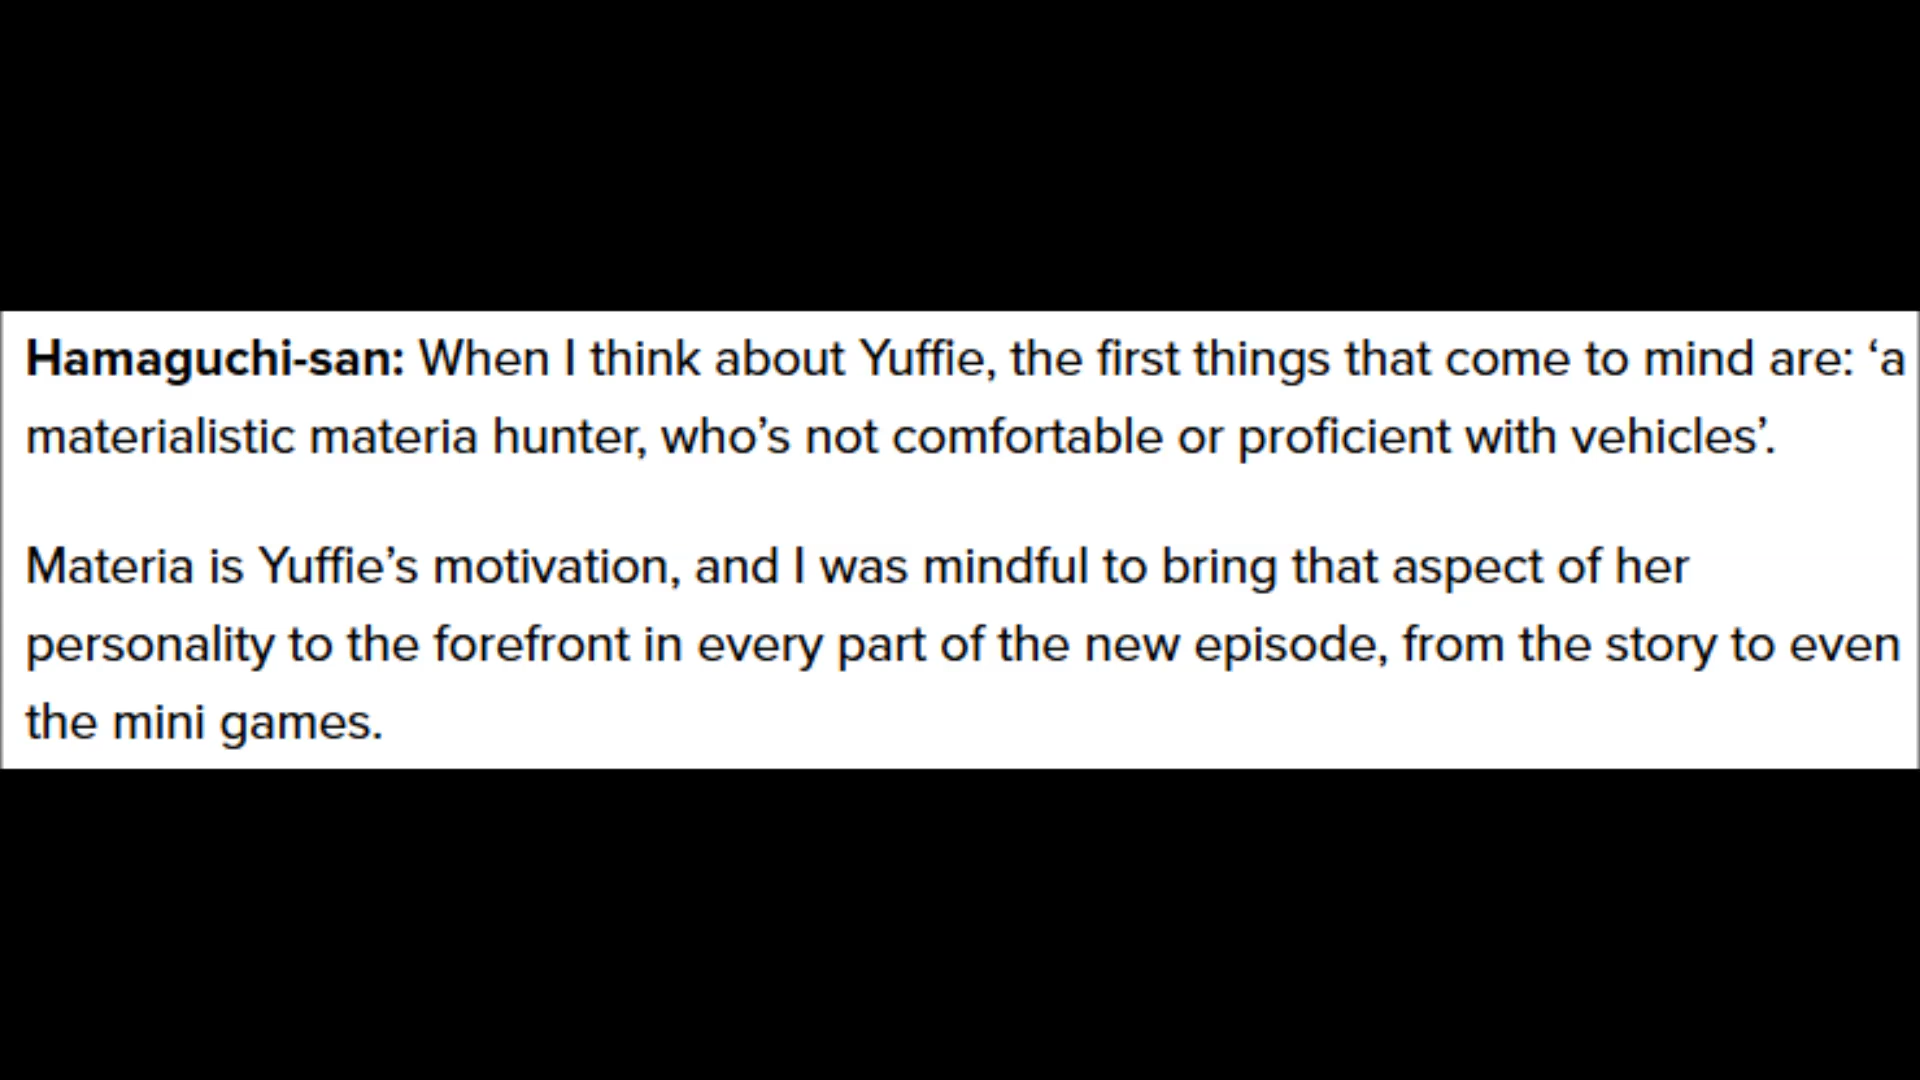 Hamaguchi-san: When I think about Yuffie, the first things that come to mind are: ‘a
materialistic materia hunter, who’s not comfortable or proficient with vehicles’.
Materia is Yuffie’s motivation, and I was mindful to bring that aspect of her
personality to the forefront in every part of the new episode, from the story to even
the mini games.